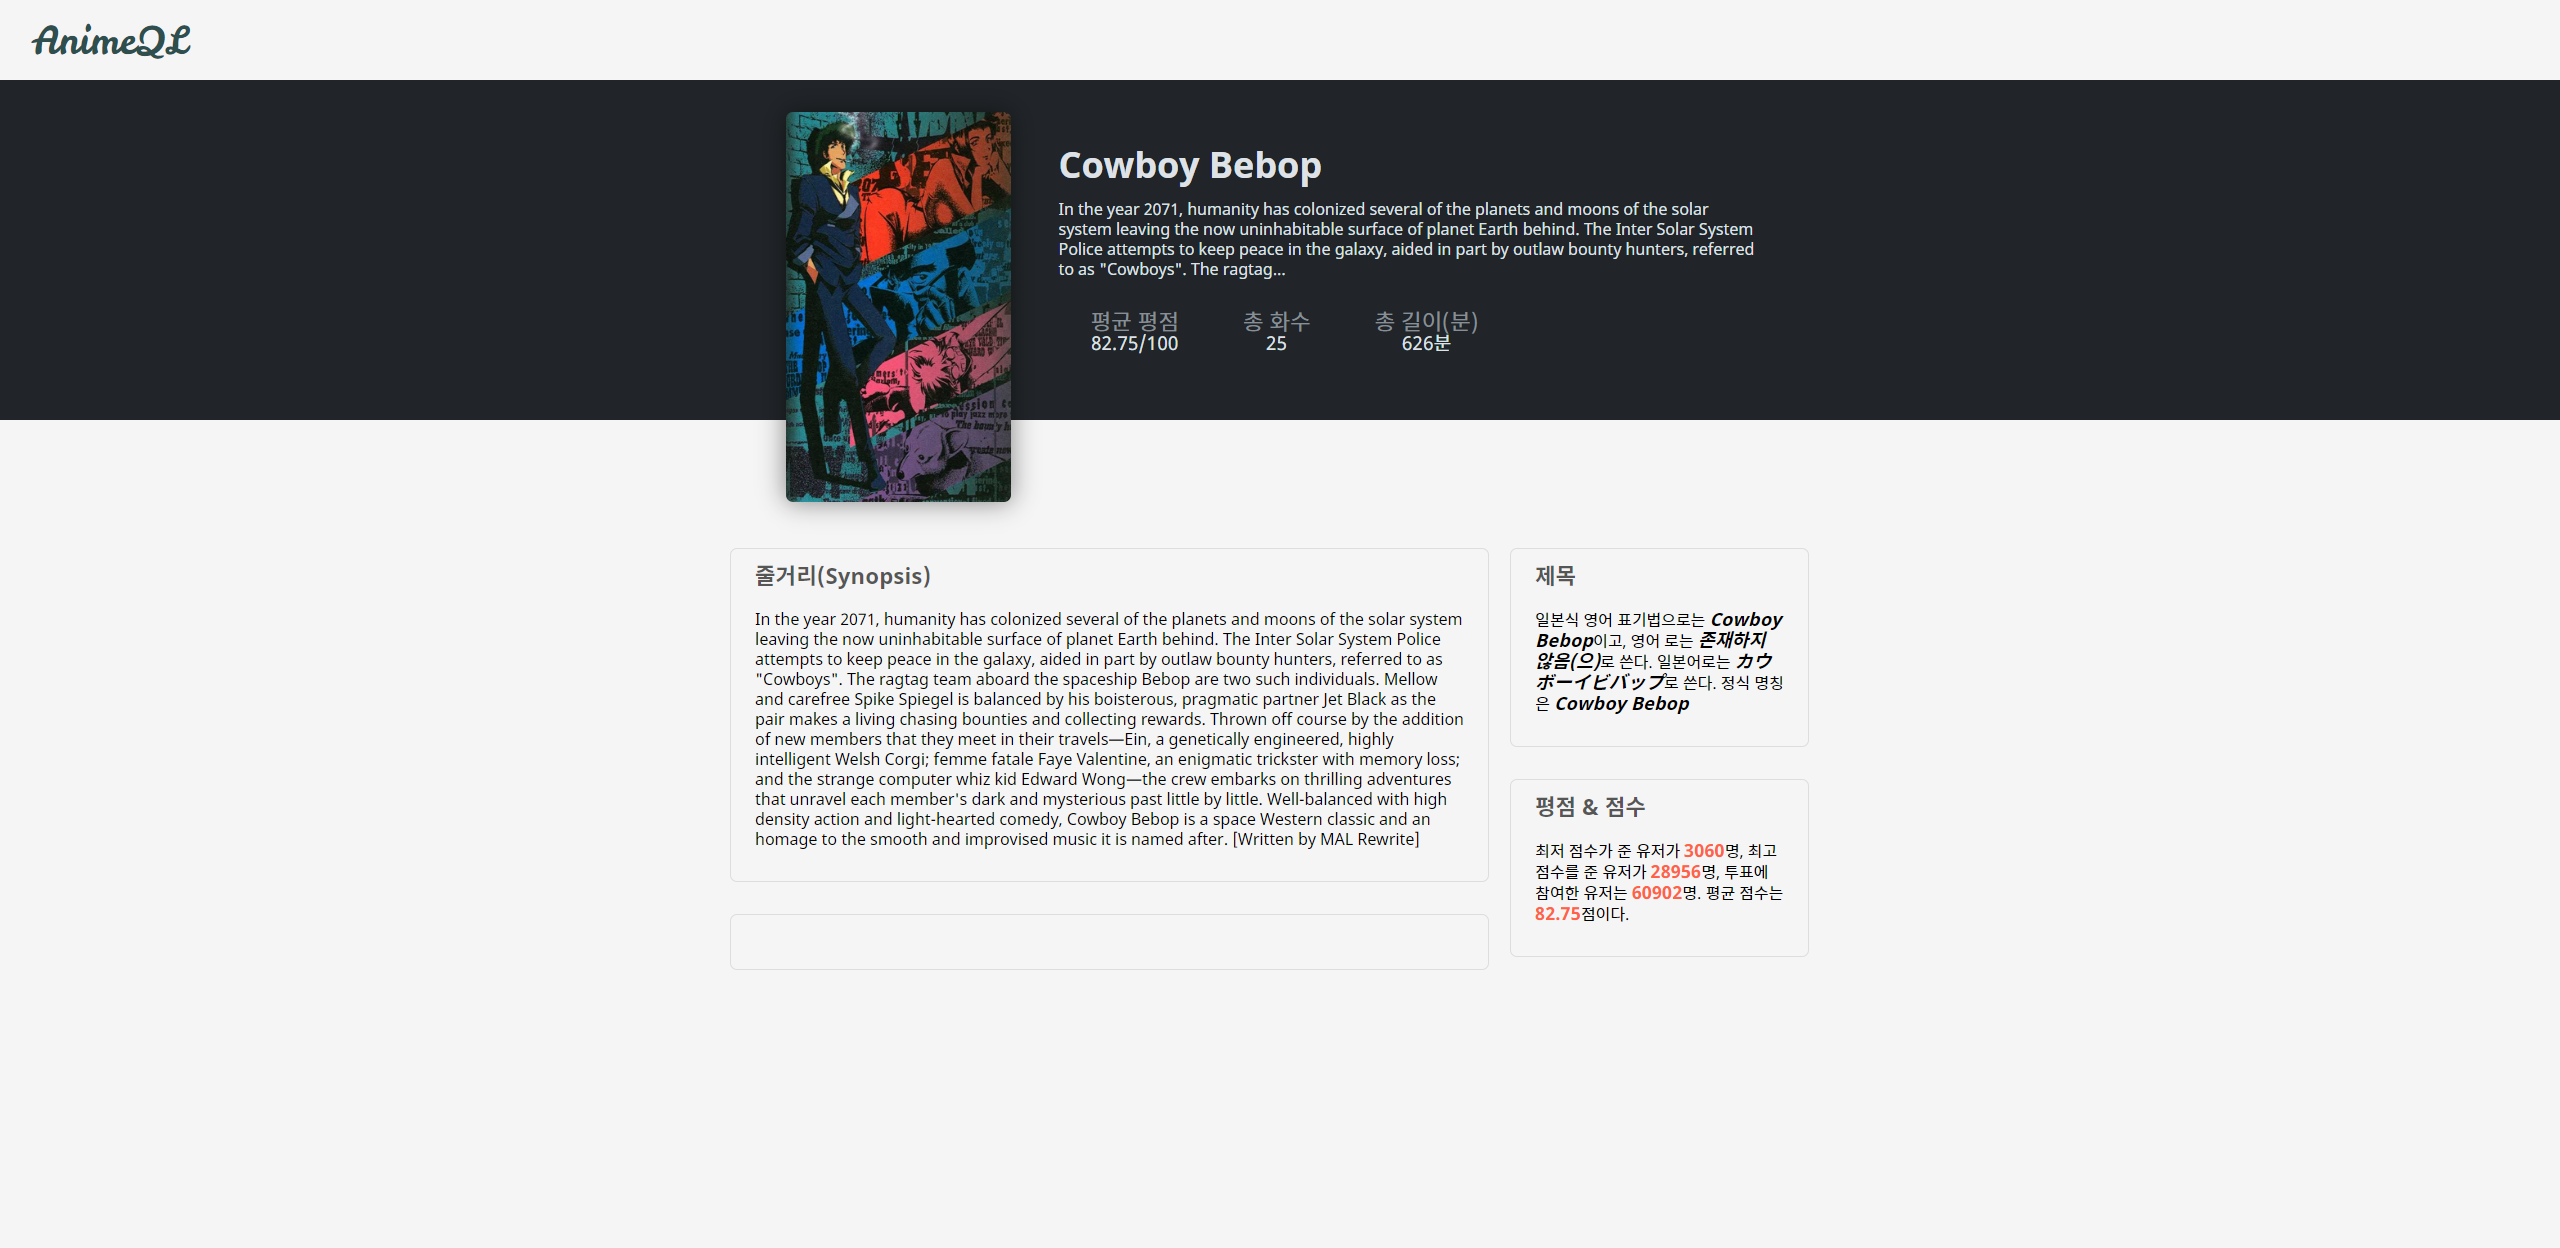 AnimeQL
Cowboy Bebop
In the year 2071, humanity has colonized several of the planets and moons of the solar
system leaving the now uninhabitable surface of planet Earth behind. The Inter Solar System
Police attempts to keep peace in the galaxy, aided in part by outlaw bounty hunters, referred
to as "Cowboys". The ragtag...
평균 평점 총 화수 총 길이(분)
82.75/100 25 626분
줄거리(Synopsis)
In the year 2071, humanity has colonized several of the planets and moons of the solar system
leaving the now uninhabitable surface of planet Earth behind. The Inter Solar System Police
attempts to keep peace in the galaxy, aided in part by outlaw bounty hunters, referred to as
"Cowboys". The ragtag team aboard the spaceship Bebop are two such individuals. Mellow
and carefree Spike Spiegel is balanced by his boisterous, pragmatic partner Jet Black as the
pair makes a living chasing bounties and collecting rewards. Thrown off course by the addition
of new members that they meet in their travels—Ein, a genetically engineered, highly
intelligent Welsh Corgi; femme fatale Faye Valentine, an enigmatic trickster with memory loss;
and the strange computer whiz kid Edward Wong—the crew embarks on thrilling adventures
that unravel each member's dark and mysterious past little by little. Well-balanced with high
density action and light-hearted comedy, Cowboy Bebop is a space Western classic and an
homage to the smooth and improvised music it is named after. [Written by MAL Rewrite]
제목
일본식 영어 표기법으로는 Cowboy
Bebop이고, 영어 로는 존재하지
않음(으)로 쓴다. 일본어로는 カウ
ボーイビバップ로 쓴다. 정식 명칭
은 Cowboy Bebop
평점 & 점수
최저 점수가 준 유저가 3060명, 최고
점수를 준 유저가 28956명, 투표에
참여한 유저는 60902명. 평균 점수는
82.75점이다.